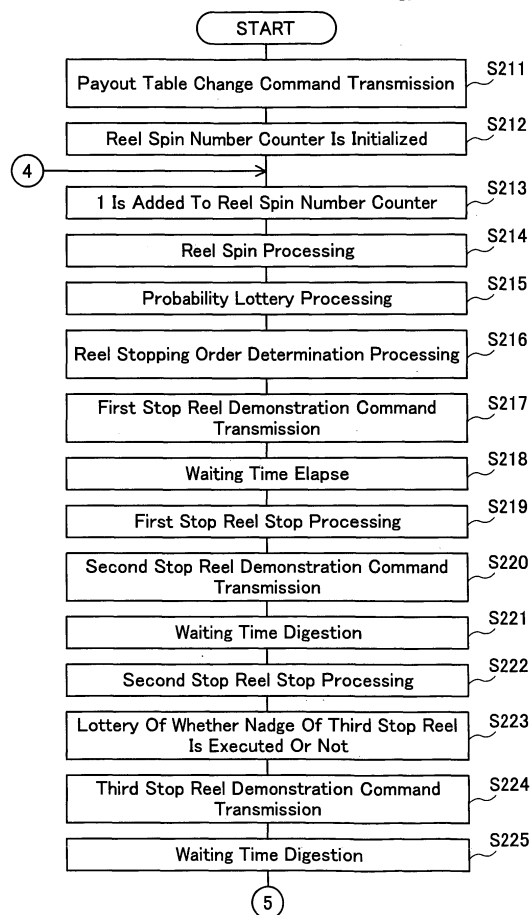 START
Payout Table Change Command Transmission
S211
Reel Spin Number Counter Is Initialized
S212
4
1 Is Added To Reel Spin Number Counter
S213
Reel Spin Processing
S214
Probability Lottery Processing
S215
Reel Stopping Order Determination Processing
S216
First Stop Reel Demonstration Command
Transmission
S217
Waiting Time Elapse
S218
First Stop Reel Stop Processing
S219
Second Stop Reel Demonstration Command
Transmission
S220
Waiting Time Digestion
S221
Second Stop Reel Stop Processing
S222
Lottery Of Whether Nadge Of Third Stop Reel
Is Executed Or Not
S223
Third Stop Reel Demonstration Command
Transmission
S224
Waiting Time Digestion
S225
5